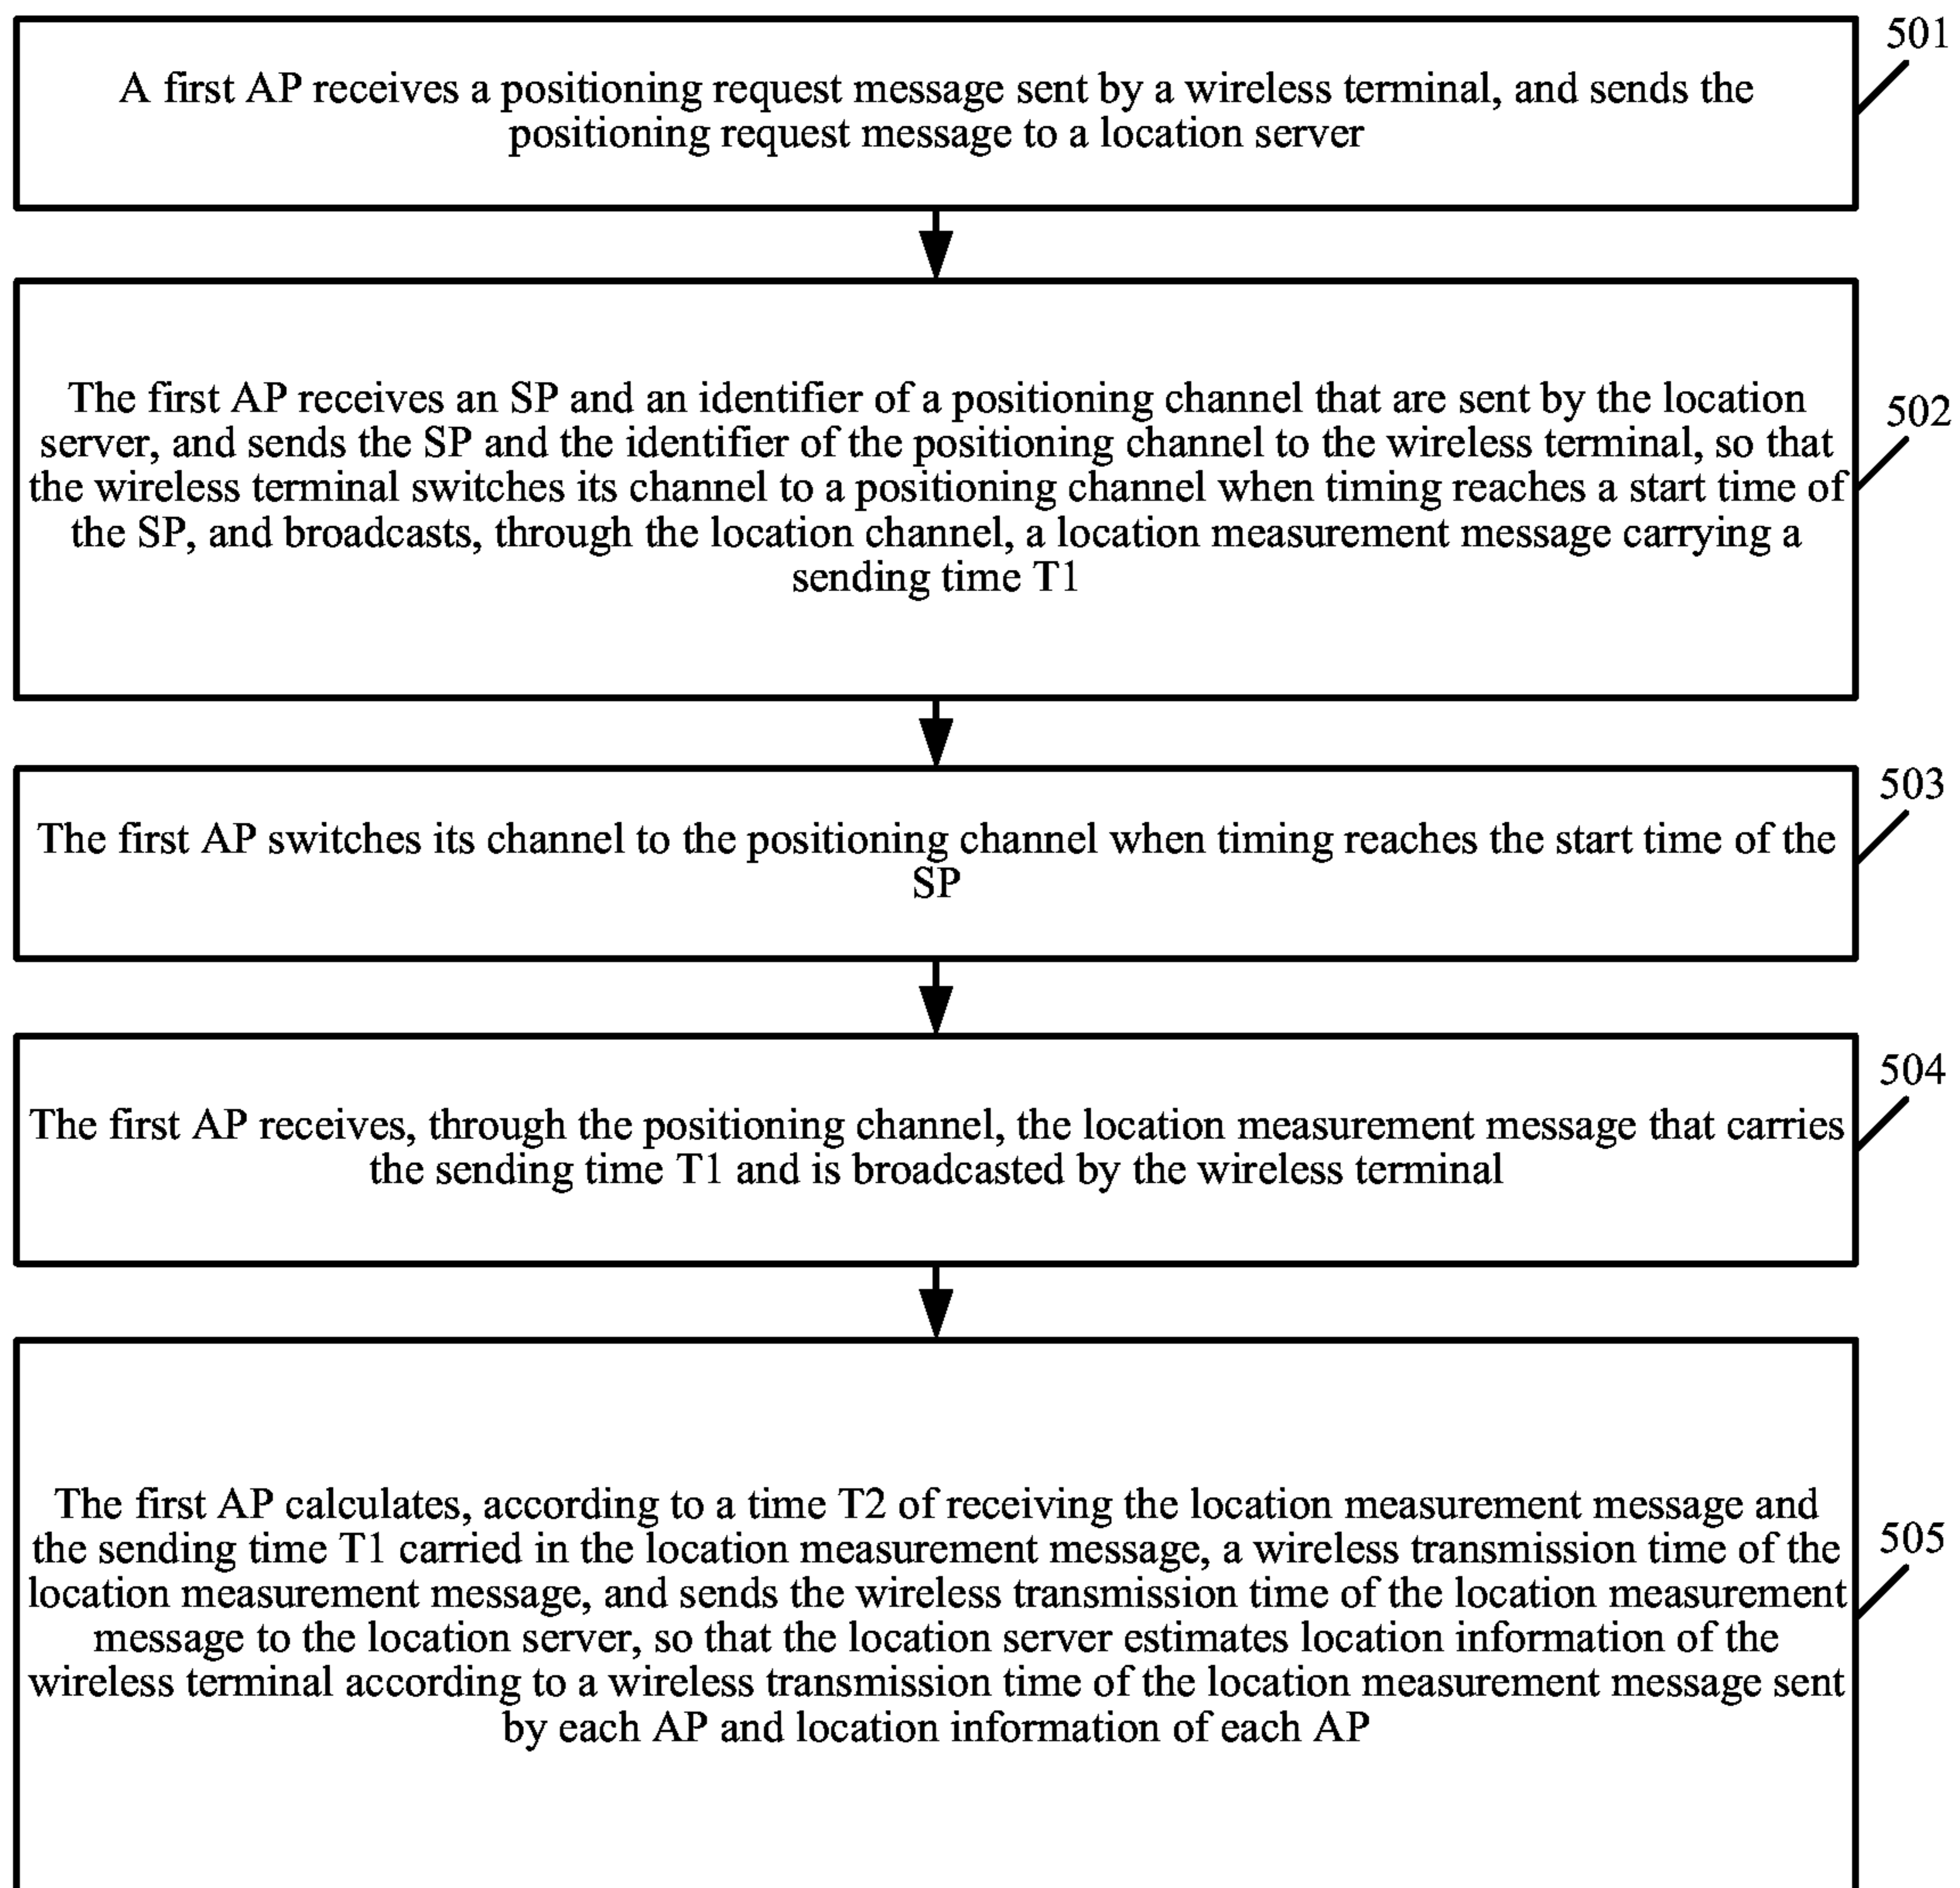 501
A first AP receives a positioning request message sent by a wireless terminal, and sends the
positioning request message to a location server
The first AP receives an SP and an identifier of a positioning channel that are sent by the location
server, and sends the SP and the identifier of the positioning channel to the wireless terminal, so that
the wireless terminal switches its channel to a positioning channel when timing reaches a start time of
the SP, and broadcasts, through the location channel, a location measurement message carrying a
sending time T1
502
503
The first AP switches its channel to the positioning channel when timing reaches the start time of the
SP
504
The first AP receives, through the positioning channel, the location measurement message that carries
the sending time T1 and is broadcasted by the wireless terminal
The first AP calculates, according to a time T2 of receiving the location measurement message and
the sending time T1 carried in the location measurement message, a wireless transmission time of the
location measurement message, and sends the wireless transmission time of the location measurement
message to the location server, so that the location server estimates location information of the
wireless terminal according to a wireless transmission time of the location measurement message sent
by each AP and location information of each AP
505